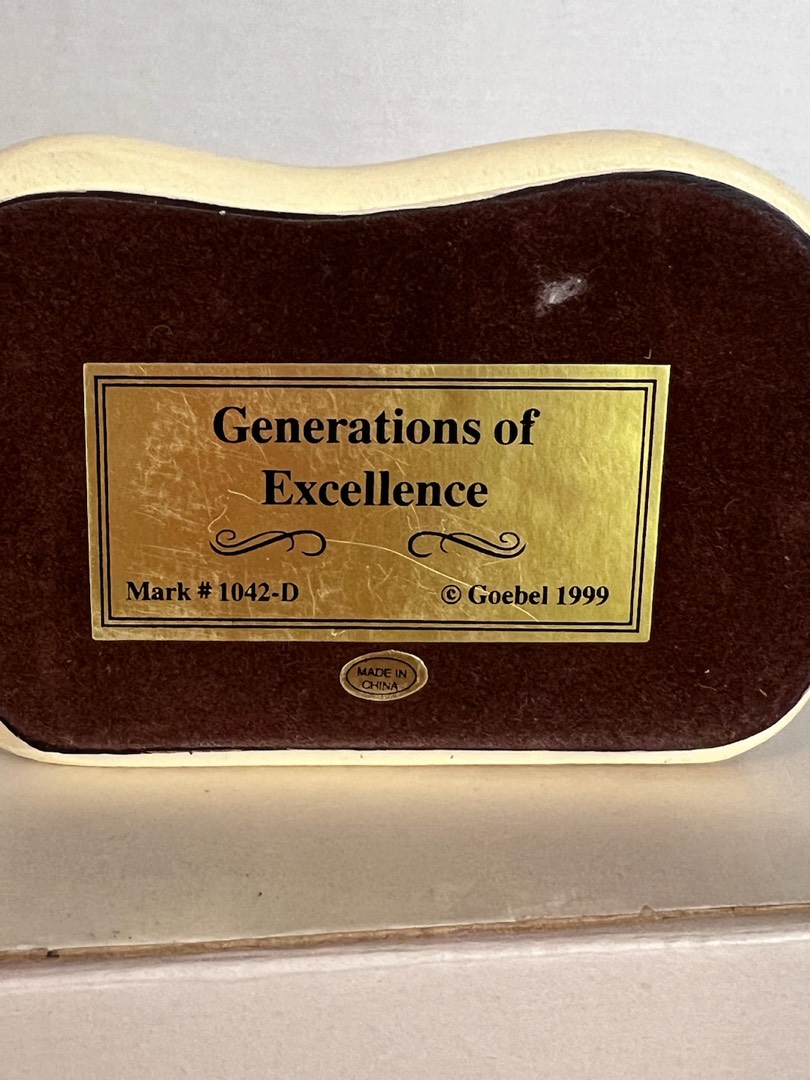 Generations of
Excellence
Mark # 1042-D
© Goebel 1999
MADE IN
CHINA